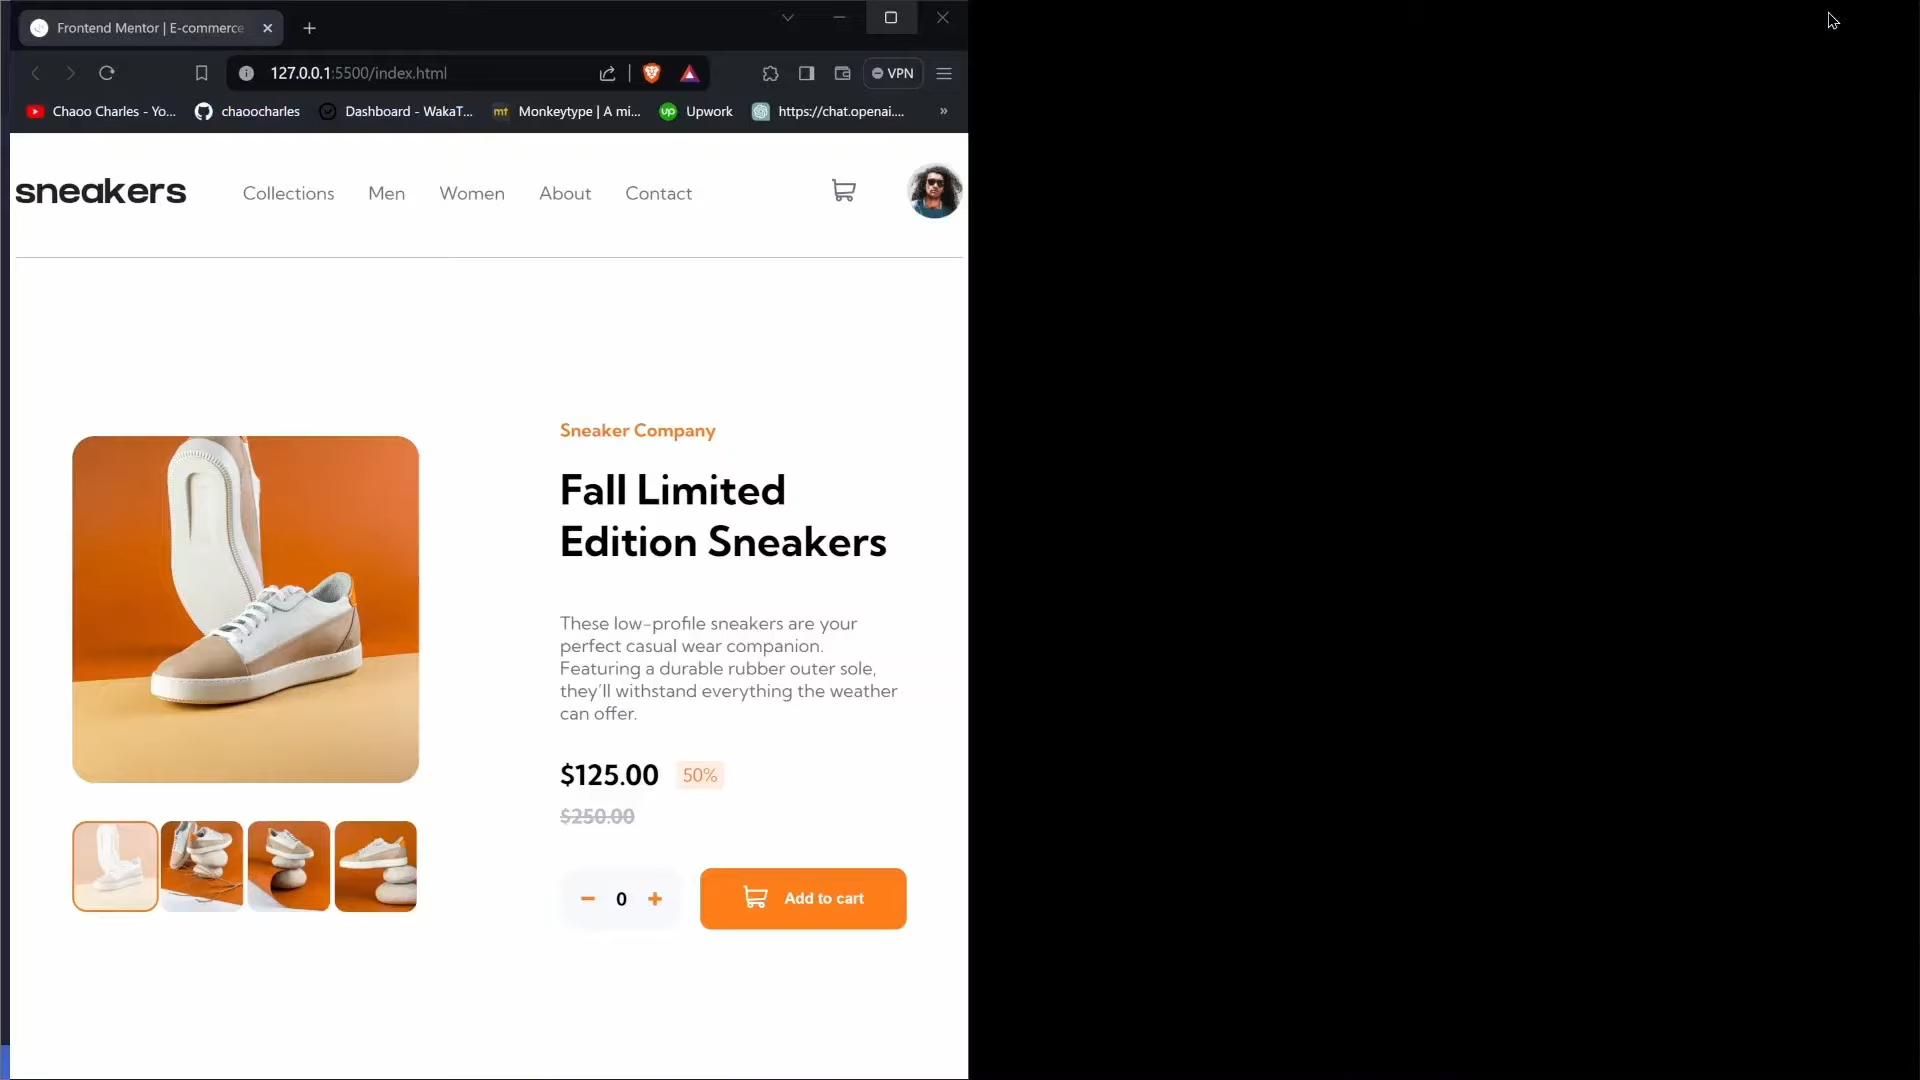 Frontend Mentor | E-commerce
127.0.0.1:5500/index.html
VPN
Chaoo Charles - Yo...
chaoocharles
Dashboard - WakaT...
mt
Monkeytype | A mi...
up
Upwork
https://chat.openai....
»
sneakers
Collections
Men
Women
About
Contact
Sneaker Company
Fall Limited
Edition Sneakers
These low-profile sneakers are your
perfect casual wear companion.
Featuring a durable rubber outer sole,
they’ll withstand everything the weather
can offer.
$125.00
50%
$250.00
0
Add to cart